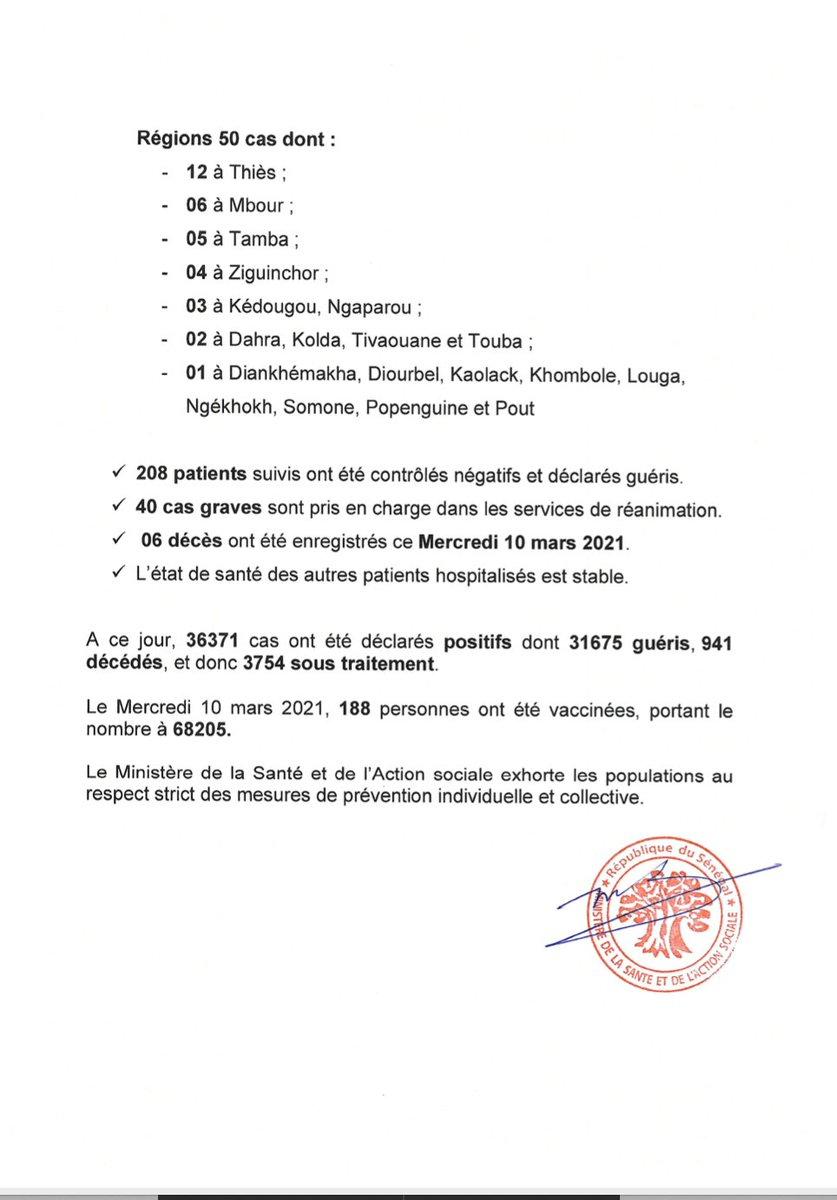 Régions 50 cas dont :
- 12 à Thiès ;
- 06 à Mbour ;
- 05 à Tamba ;
- 04 à Ziguinchor ;
- 03 à Kédougou, Ngaparou ;
- 02 à Dahra, Kolda, Tivaouane et Touba ;
- 01 à Diankhémakha, Diourbel, Kaolack, Khombole, Louga,
Ngékhokh, Somone, Popenguine et Pout
✓ 208 patients suivis ont été contrôlés négatifs et déclarés guéris.
✓ 40 cas graves sont pris en charge dans les services de réanimation.
✓ 06 décès ont été enregistrés ce Mercredi 10 mars 2021.
✓ L'état de santé des autres patients hospitalisés est stable.
A ce jour, 36371 cas ont été déclarés positifs dont 31675 guéris, 941
décédés, et donc 3754 sous traitement.
Le Mercredi 10 mars 2021, 188 personnes ont été vaccinées, portant le
nombre à 68205.
Le Ministère de la Santé et de l'Action sociale exhorte les populations au
respect strict des mesures de prévention individuelle et collective.
★ République du Sénégal ★
MINISTERE DE LA SANTE ET DE L'ACTION SOCIALE